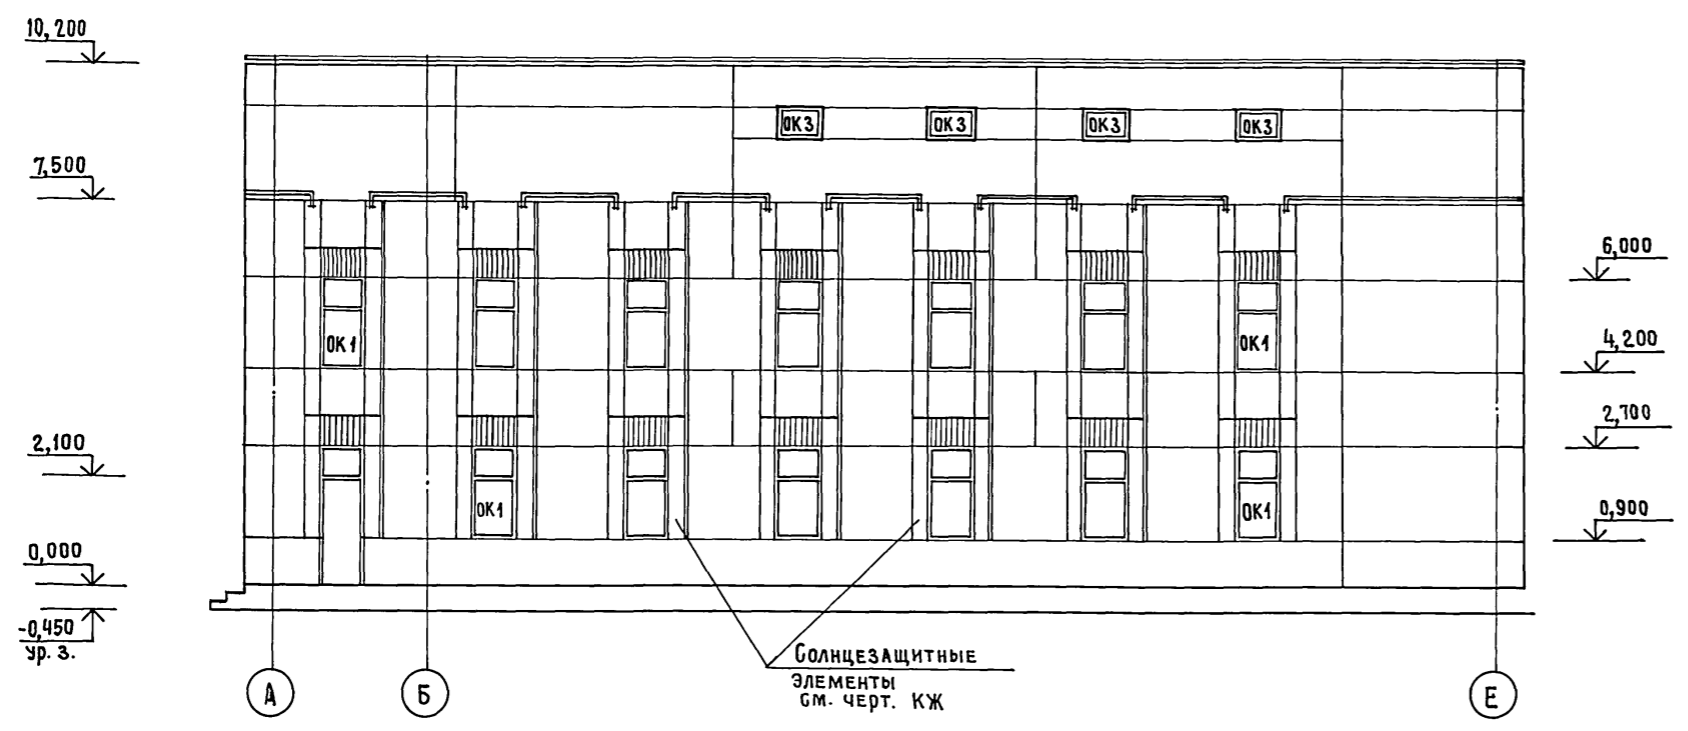 10,200
7,500
2,100
0,000
-0,450
ур. з.
ОК3
ОК3
ОК3
ОК3
6,000
4,200
2,700
0,900
ОК1
ОК1
ОК1
ОК1
Солнцезащитные
элементы
см. черт. КЖ
А
Б
Е